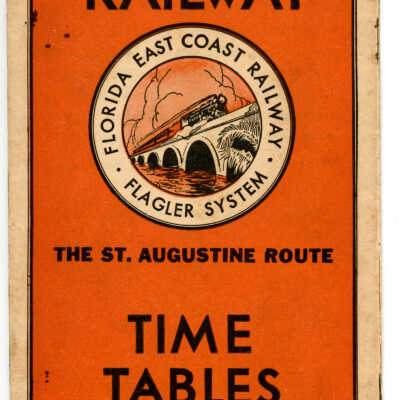 RAILWAY
FLORIDA EAST COAST RAILWAY
• FLAGLER SYSTEM •
THE ST. AUGUSTINE ROUTE
TIME
TABLES